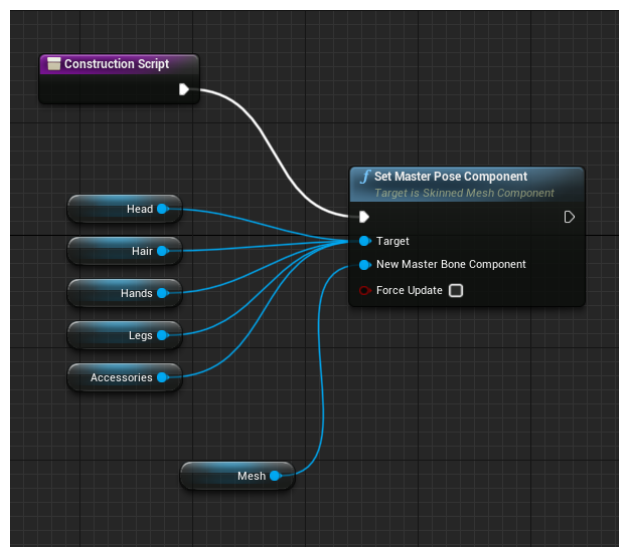 Construction Script
f Set Master Pose Component
Target is Skinned Mesh Component
Head
Target
Hair
New Master Bone Component
Hands
Force Update
Legs
Accessories
Mesh